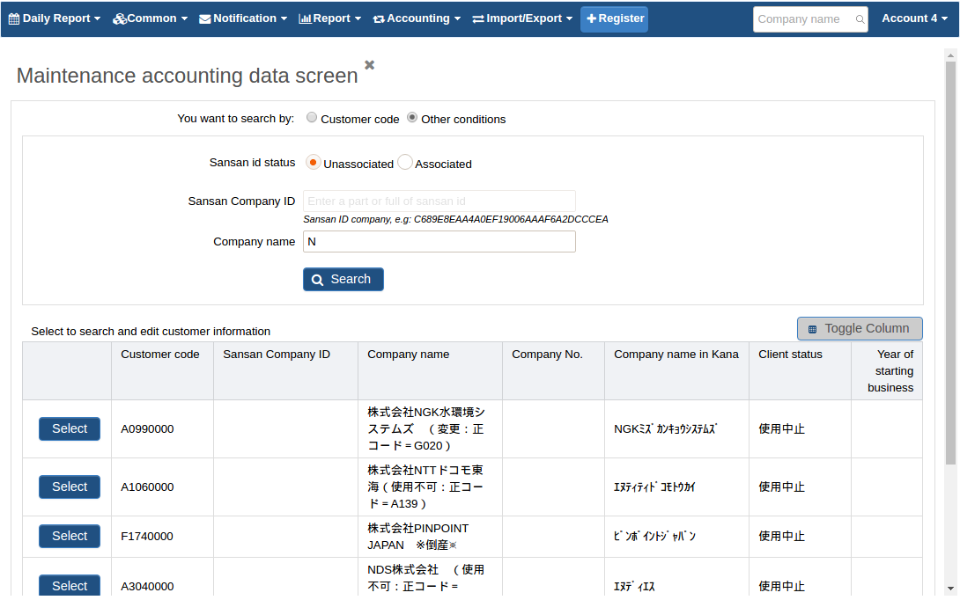 Daily Report Common Notification Report Accounting Import/Export Register Company name Account 4
Maintenance accounting data screen
You want to search by: Customer code Other conditions
Sansan id status Unassociated Associated
Sansan Company ID Enter a part or full of sansan id
Sansan ID company, e.g: C689E8EAA4A0EF19006AAAF6A2DCCCEA
Company name N
Search
Select to search and edit customer information Toggle Column
Customer code Sansan Company ID Company name Company No. Company name in Kana Client status Year of
starting
business
株式会社NGK水環境シ
Select A0990000 ステムズ （変更：正 NGKﾐｽﾞｶﾝｷｮｳｼｽﾃﾑｽﾞ 使用中止
コード＝G020）
株式会社NTTドコモ東
Select A1060000 海（使用不可：正コー ｴﾇﾃｨﾃｨﾄﾞｺﾓﾄｳｶｲ 使用中止
ド＝A139）
株式会社PINPOINT
Select F1740000 ﾋﾟﾝﾎﾟｲﾝﾄｼﾞｬﾊﾟﾝ 使用中止
JAPAN ※倒産※
NDS株式会社 （使用
Select A3040000 不可：正コード＝ ｴﾇﾃﾞｨｴｽ 使用中止